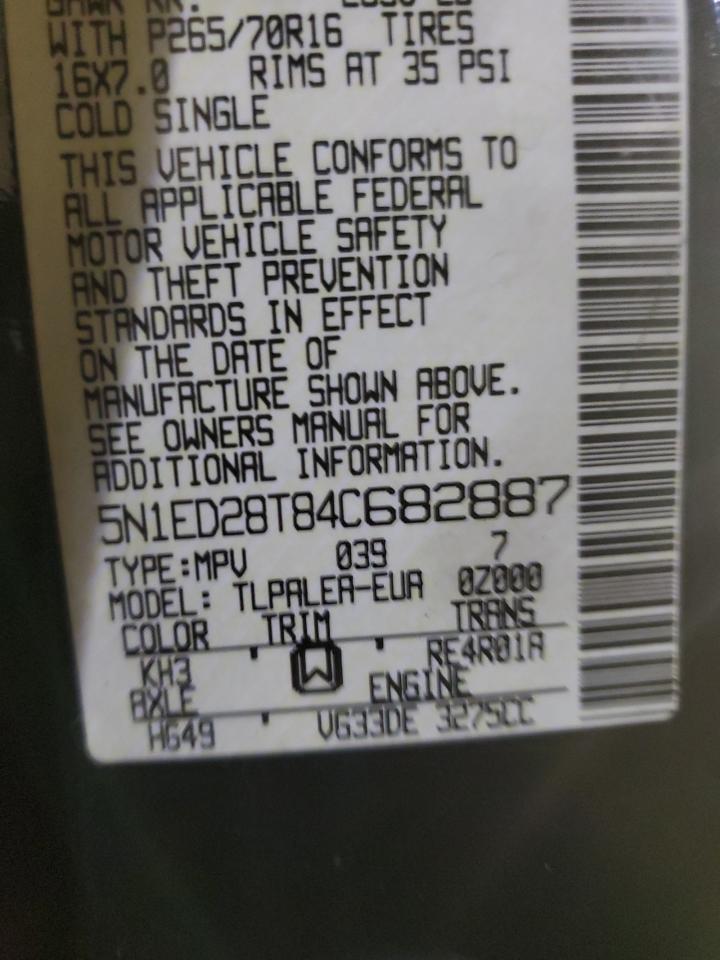 WITH P265/70R16 TIRES
16X7.0 RIMS AT 35 PSI
COLD SINGLE
THIS VEHICLE CONFORMS TO
ALL APPLICABLE FEDERAL
MOTOR VEHICLE SAFETY
AND THEFT PREVENTION
STANDARDS IN EFFECT
ON THE DATE OF
MANUFACTURE SHOWN ABOVE.
SEE OWNERS MANUAL FOR
ADDITIONAL INFORMATION.
5N1ED28T84C682887
TYPE:MPV 039 7
MODEL: TLPALEA-EUA 0Z000
COLOR TRIM TRANS
KH3 W RE4R01A
AXLE ENGINE
HG49 VG33DE 3275CC